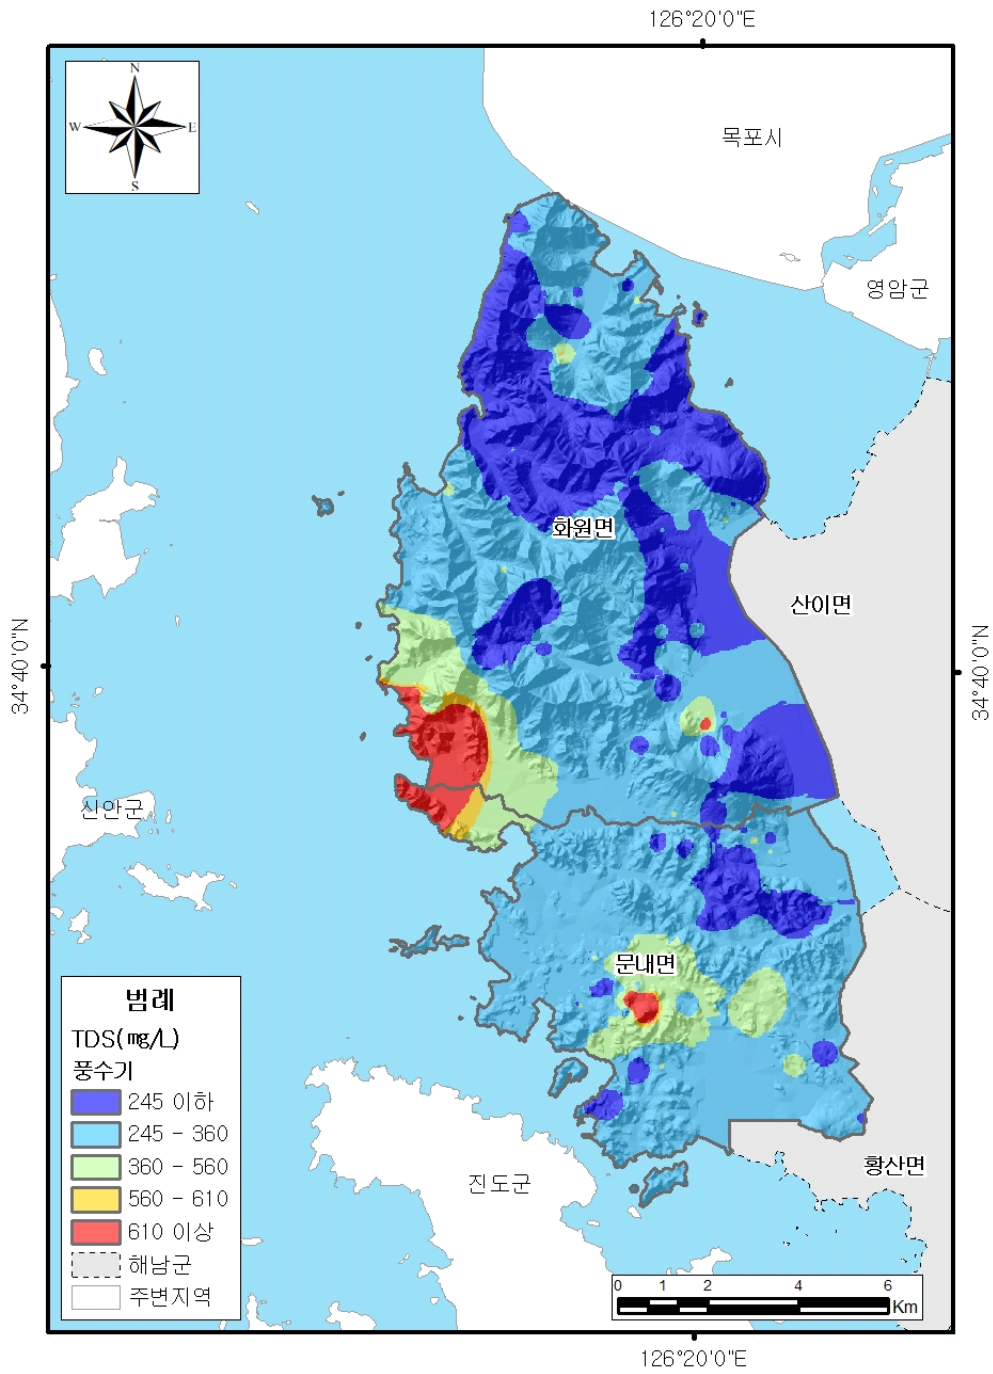 126°20'0"E
N
W
E
S
목포시
영암군
화원면
산이면
34°40'0"N
34°40'0"N
신안군
문내면
범례
TDS(㎎/L)
풍수기
245 이하
245 - 360
360 - 560
560 - 610
610 이상
해남군
주변지역
진도군
황산면
0 1 2 4 6
Km
126°20'0"E